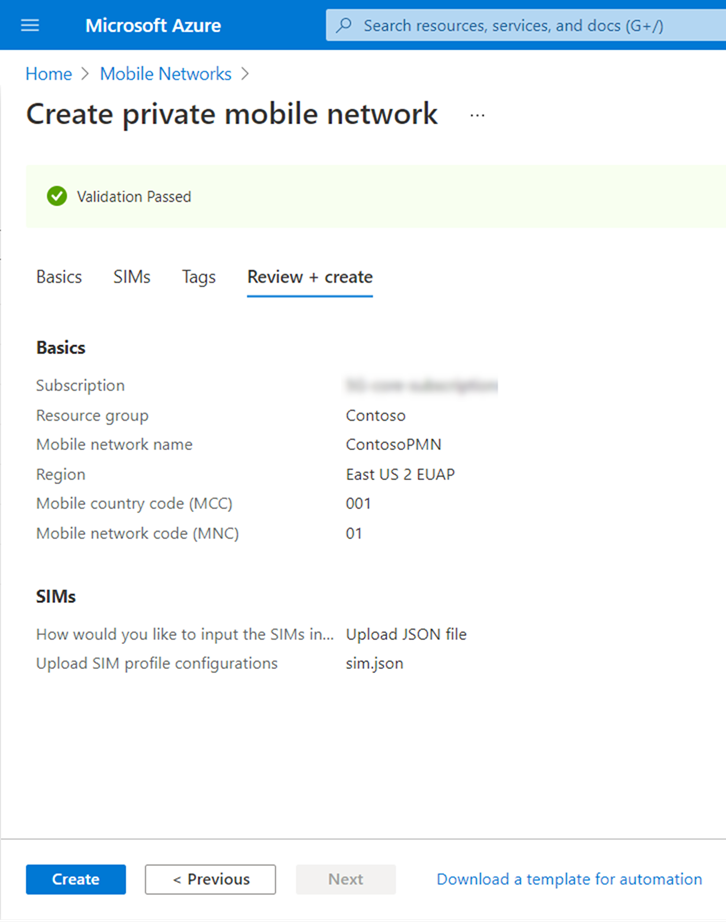 Microsoft Azure
Search resources, services, and docs (G+/)
Home > Mobile Networks >
Create private mobile network ...
Validation Passed
Basics SIMs Tags Review + create
Basics
Subscription
Resource group Contoso
Mobile network name ContosoPMN
Region East US 2 EUAP
Mobile country code (MCC) 001
Mobile network code (MNC) 01
SIMs
How would you like to input the SIMs in... Upload JSON file
Upload SIM profile configurations sim.json
Create < Previous Next Download a template for automation